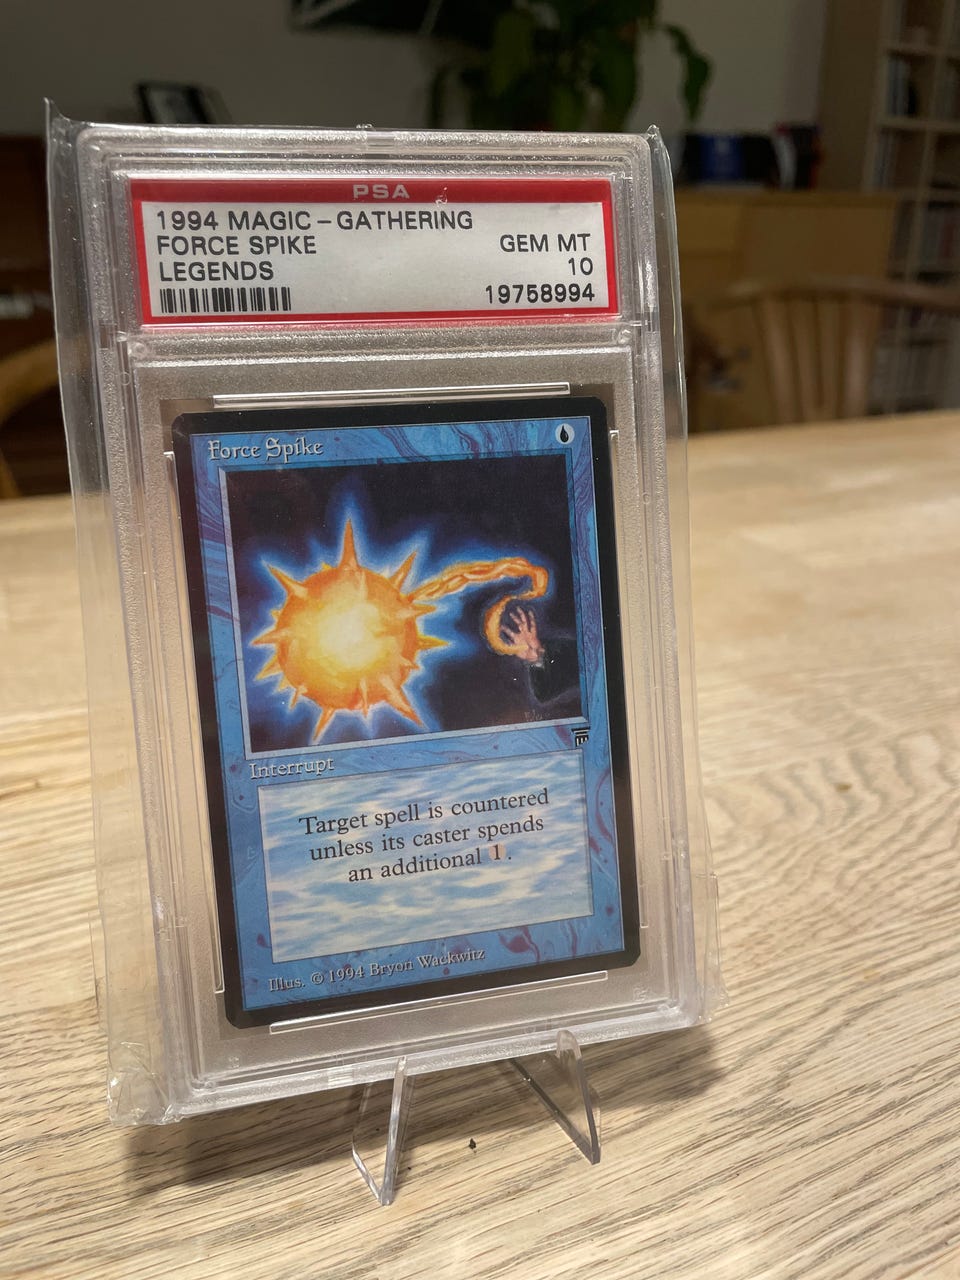 PSA
1994 MAGIC – GATHERING
FORCE SPIKE GEM MT
LEGENDS 10
19758994
Force Spike
Interrupt
Target spell is countered
unless its caster spends
an additional 1.
Illus. © 1994 Bryon Wackwitz